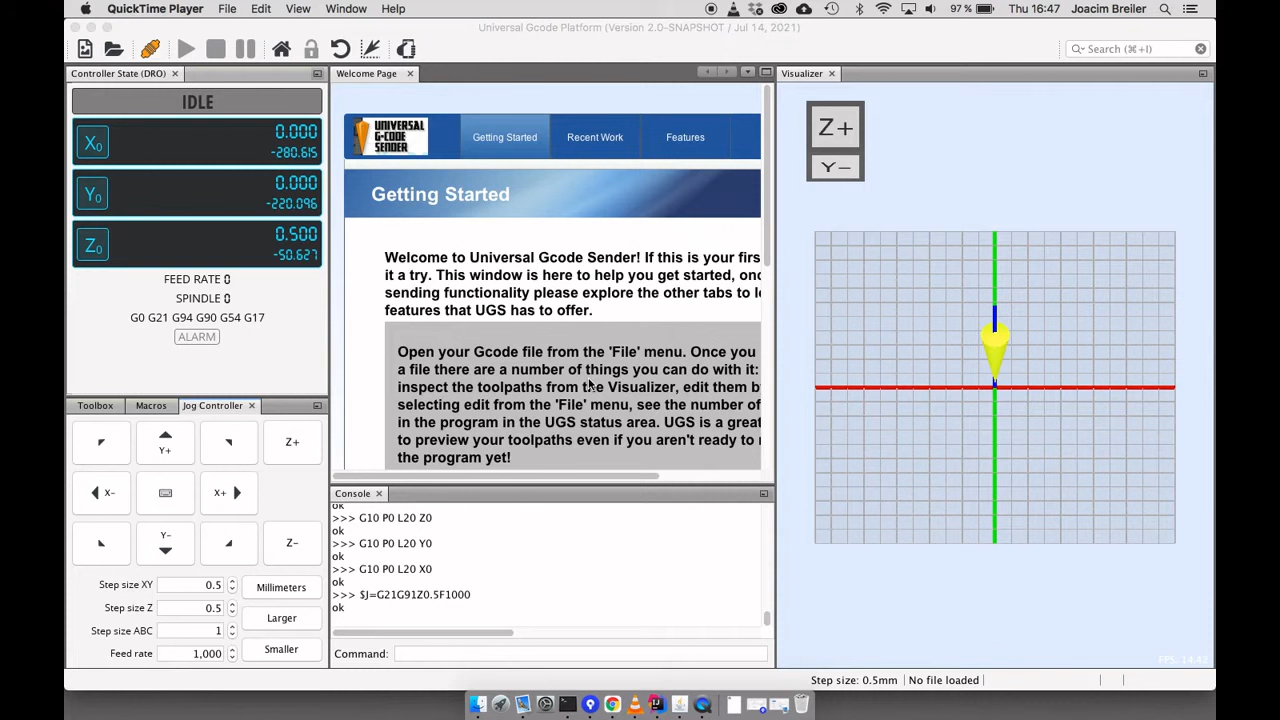 QuickTime Player File Edit View Window Help 97 % Thu 16:47 Joacim Breiler
Universal Gcode Platform (Version 2.0-SNAPSHOT / Jul 14, 2021)
Search (⌘+I)
Controller State (DRO)
IDLE
X0 0.000
-280.615
Y0 0.000
-220.096
Z0 0.500
-50.627
FEED RATE 0
SPINDLE 0
G0 G21 G94 G90 G54 G17
ALARM
Toolbox Macros Jog Controller
Y+ Z+
X- X+
Y- Z-
Step size XY 0.5 Millimeters
Step size Z 0.5 Larger
Step size ABC 1
Feed rate 1,000 Smaller
Welcome Page
UNIVERSAL
G-CODE
SENDER
Getting Started Recent Work Features
Getting Started
Welcome to Universal Gcode Sender! If this is your firs
it a try. This window is here to help you get started, onc
sending functionality please explore the other tabs to le
features that UGS has to offer.
Open your Gcode file from the 'File' menu. Once you
a file there are a number of things you can do with it:
inspect the toolpaths from the Visualizer, edit them by
selecting edit from the 'File' menu, see the number of
in the program in the UGS status area. UGS is a great
to preview your toolpaths even if you aren't ready to
the program yet!
Console
ok
>>> G10 P0 L20 Z0
ok
>>> G10 P0 L20 Y0
ok
>>> G10 P0 L20 X0
ok
>>> $J=G21G91Z0.5F1000
ok
Command:
Visualizer
Z+
Y-
FPS: 14.42
Step size: 0.5mm No file loaded